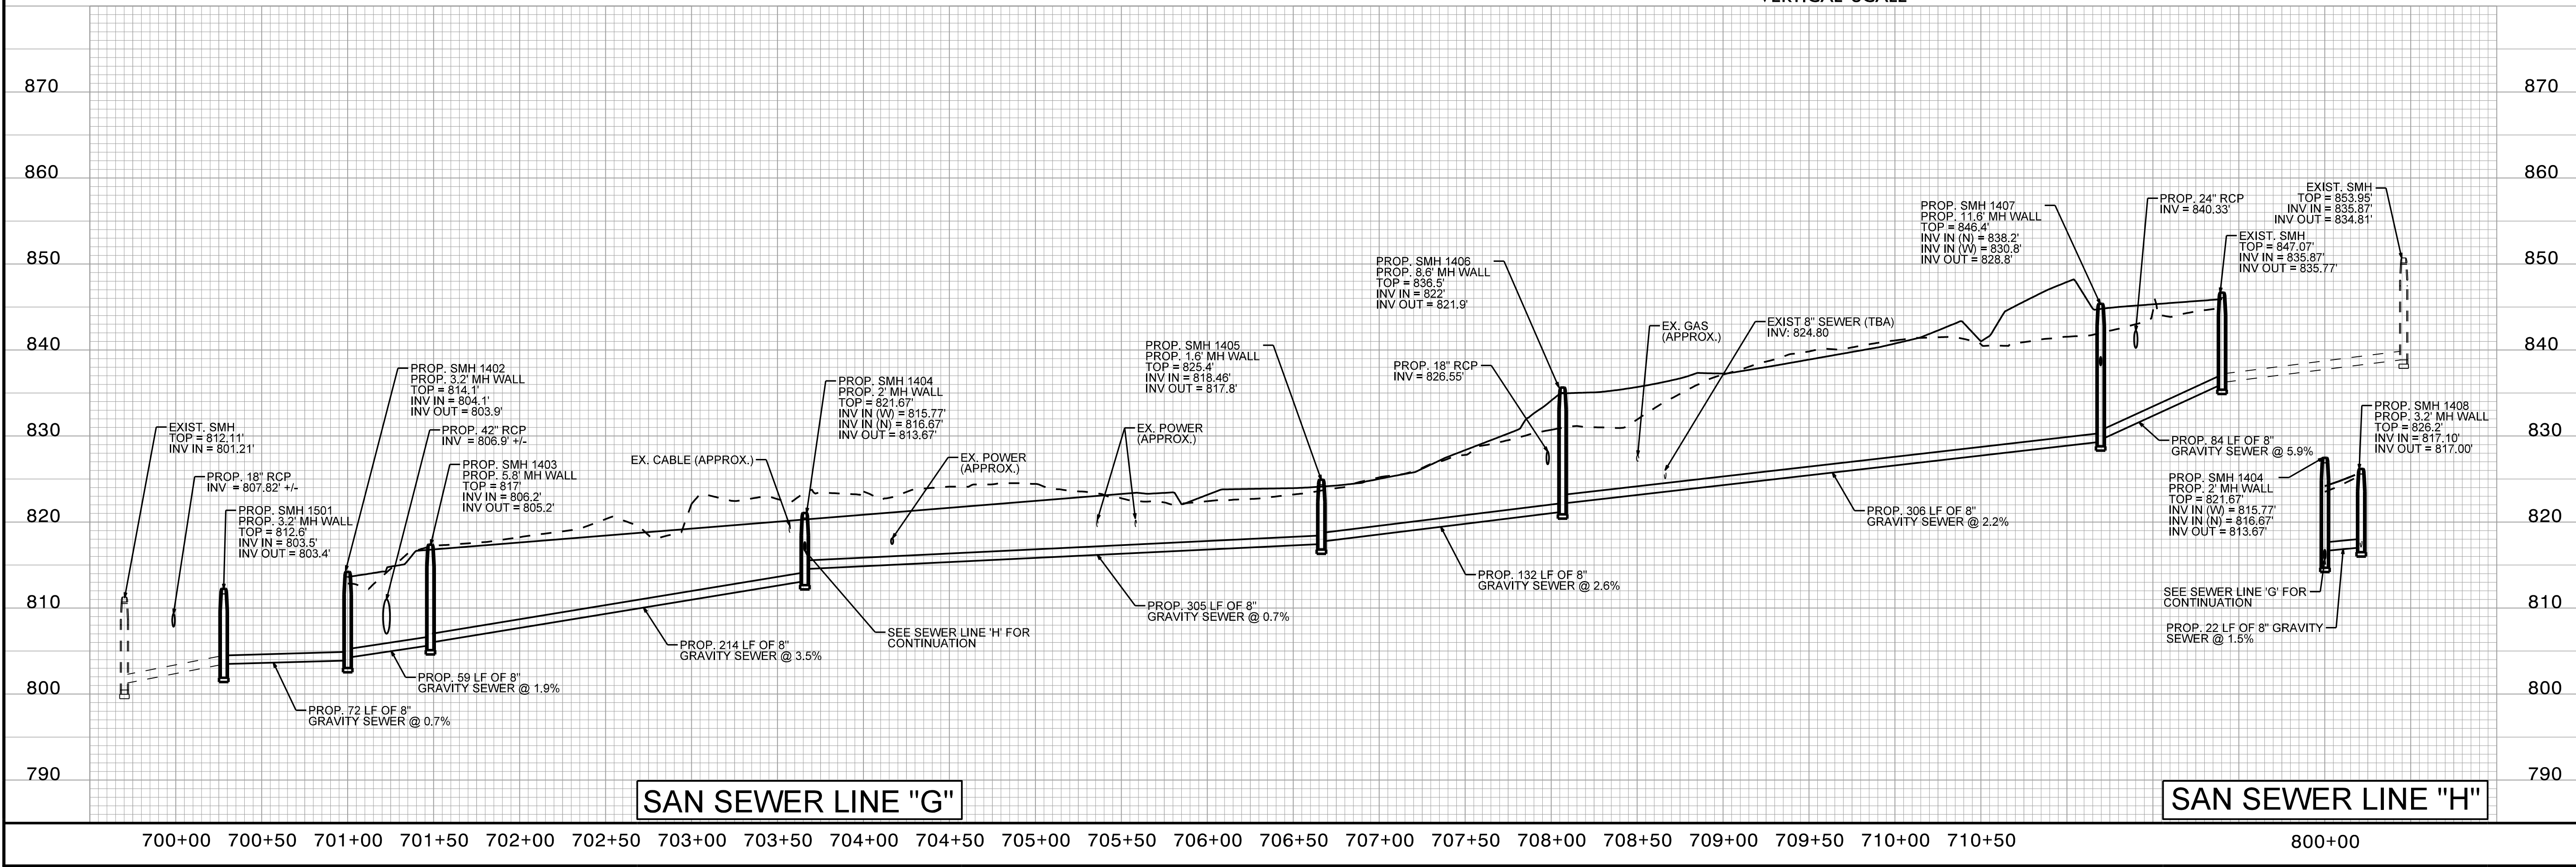 VERTICAL SCALE
870
860
850
840
830
820
810
800
790
870
860
850
840
830
820
810
800
790
EXIST. SMH
TOP = 812.11'
INV IN = 801.21'
PROP. 18" RCP
INV = 807.82' +/-
PROP. SMH 1501
PROP. 3.2' MH WALL
TOP = 812.6'
INV IN = 803.5'
INV OUT = 803.4'
PROP. SMH 1402
PROP. 3.2' MH WALL
TOP = 814.1'
INV IN = 804.1'
INV OUT = 803.9'
PROP. 42" RCP
INV = 806.9' +/-
PROP. SMH 1403
PROP. 5.8' MH WALL
TOP = 817'
INV IN = 806.2'
INV OUT = 805.2'
PROP. 72 LF OF 8"
GRAVITY SEWER @ 0.7%
PROP. 59 LF OF 8"
GRAVITY SEWER @ 1.9%
PROP. 214 LF OF 8"
GRAVITY SEWER @ 3.5%
EX. CABLE (APPROX.)
PROP. SMH 1404
PROP. 2' MH WALL
TOP = 821.67'
INV IN (W) = 815.77'
INV IN (N) = 816.67'
INV OUT = 813.67'
EX. POWER
(APPROX.)
SEE SEWER LINE 'H' FOR
CONTINUATION
EX. POWER
(APPROX.)
PROP. 305 LF OF 8"
GRAVITY SEWER @ 0.7%
PROP. SMH 1405
PROP. 1.6' MH WALL
TOP = 825.4'
INV IN = 818.46'
INV OUT = 817.8'
PROP. 132 LF OF 8"
GRAVITY SEWER @ 2.6%
PROP. 18" RCP
INV = 826.55'
PROP. SMH 1406
PROP. 8.6' MH WALL
TOP = 836.5'
INV IN = 822'
INV OUT = 821.9'
EX. GAS
(APPROX.)
EXIST 8" SEWER (TBA)
INV: 824.80
PROP. 306 LF OF 8"
GRAVITY SEWER @ 2.2%
PROP. SMH 1407
PROP. 11.6' MH WALL
TOP = 846.4'
INV IN (N) = 838.2'
INV IN (W) = 830.8'
INV OUT = 828.8'
PROP. 24" RCP
INV = 840.33'
EXIST. SMH
TOP = 853.95'
INV IN = 835.87'
INV OUT = 834.81'
EXIST. SMH
TOP = 847.07'
INV IN = 835.87'
INV OUT = 835.77'
PROP. 84 LF OF 8"
GRAVITY SEWER @ 5.9%
PROP. SMH 1408
PROP. 3.2' MH WALL
TOP = 826.2'
INV IN = 817.10'
INV OUT = 817.00'
PROP. SMH 1404
PROP. 2' MH WALL
TOP = 821.67'
INV IN (W) = 815.77'
INV IN (N) = 816.67'
INV OUT = 813.67'
SEE SEWER LINE 'G' FOR
CONTINUATION
PROP. 22 LF OF 8" GRAVITY
SEWER @ 1.5%
SAN SEWER LINE "G"
SAN SEWER LINE "H"
700+00 700+50 701+00 701+50 702+00 702+50 703+00 703+50 704+00 704+50 705+00 705+50 706+00 706+50 707+00 707+50 708+00 708+50 709+00 709+50 710+00 710+50 800+00